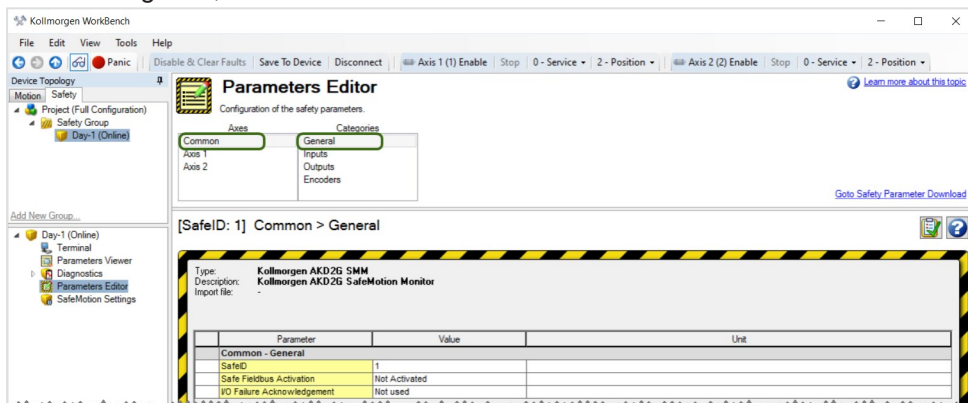 Kollmorgen WorkBench
File Edit View Tools Help
Panic Disable & Clear Faults Save To Device Disconnect Axis 1 (1) Enable Stop 0 - Service 2 - Position Axis 2 (2) Enable Stop 0 - Service 2 - Position
Device Topology
Motion Safety
Project (Full Configuration)
Safety Group
Day-1 (Online)
Add New Group...
Day-1 (Online)
Terminal
Parameters Viewer
Diagnostics
Parameters Editor
SafeMotion Settings
Parameters Editor
Learn more about this topic
Configuration of the safety parameters.
Axes Categories
Common General
Axis 1 Inputs
Axis 2 Outputs
Encoders
Goto Safety Parameter Download
[SafeID: 1] Common > General
Type: Kollmorgen AKD2G SMM
Description: Kollmorgen AKD2G SafeMotion Monitor
Import file: -
Parameter Value Unit
Common - General
SafeID 1
Safe Fieldbus Activation Not Activated
I/O Failure Acknowledgement Not used